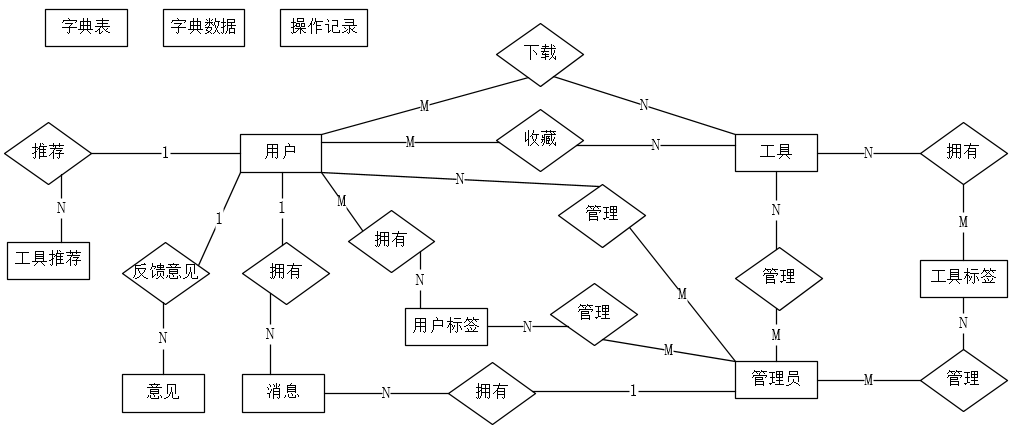 字典表 字典数据 操作记录
下载
M N
推荐 1 用户 M 收藏 N 工具 N 拥有
N 1 1 M N 管理 N M
工具推荐 反馈意见 拥有 拥有 管理 工具标签
N N N M
用户标签 N 管理 M M N
意见 消息 N 拥有 1 管理员 M 管理